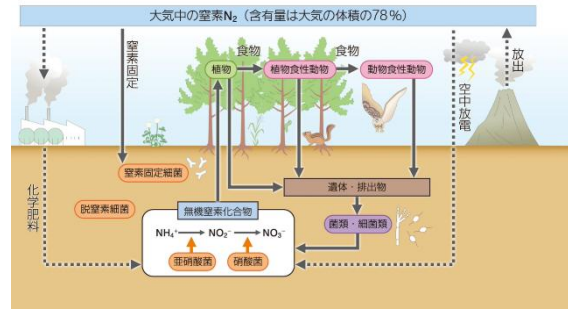 大気中の窒素N₂（含有量は大気の体積の78％）
窒素固定
食物
食物
植物
植物食性動物
動物食性動物
空中放電
放出
化学肥料
窒素固定細菌
脱窒素細菌
無機窒素化合物
遺体・排出物
菌類・細菌類
NH₄⁺ NO₂⁻ NO₃⁻
亜硝酸菌
硝酸菌